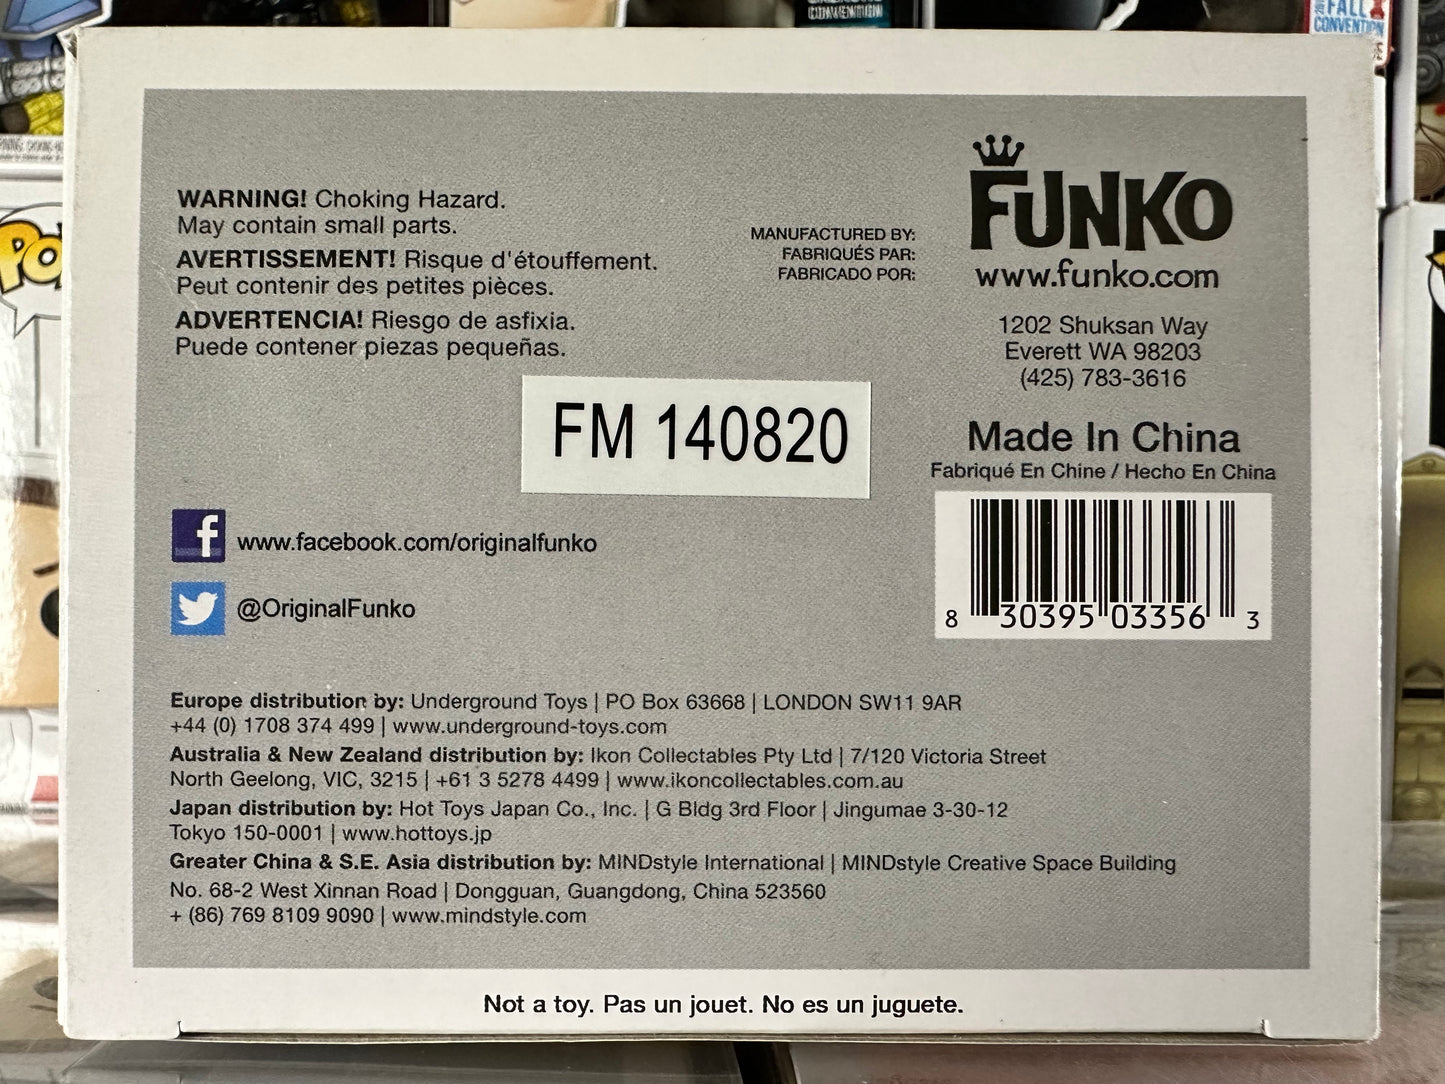 CONVENTION
FALL
CONVENTION
POP
WARNING! Choking Hazard.
May contain small parts.
AVERTISSEMENT! Risque d'étouffement.
Peut contenir des petites pièces.
ADVERTENCIA! Riesgo de asfixia.
Puede contener piezas pequeñas.
MANUFACTURED BY:
FABRIQUÉS PAR:
FABRICADO POR:
FUNKO
www.funko.com
1202 Shuksan Way
Everett WA 98203
(425) 783-3616
FM 140820
Made In China
Fabriqué En Chine / Hecho En China
8 30395 03356 3
f www.facebook.com/originalfunko
@OriginalFunko
Europe distribution by: Underground Toys | PO Box 63668 | LONDON SW11 9AR
+44 (0) 1708 374 499 | www.underground-toys.com
Australia & New Zealand distribution by: Ikon Collectables Pty Ltd | 7/120 Victoria Street
North Geelong, VIC, 3215 | +61 3 5278 4499 | www.ikoncollectables.com.au
Japan distribution by: Hot Toys Japan Co., Inc. | G Bldg 3rd Floor | Jingumae 3-30-12
Tokyo 150-0001 | www.hottoys.jp
Greater China & S.E. Asia distribution by: MINDstyle International | MINDstyle Creative Space Building
No. 68-2 West Xinnan Road | Dongguan, Guangdong, China 523560
+ (86) 769 8109 9090 | www.mindstyle.com
Not a toy. Pas un jouet. No es un juguete.